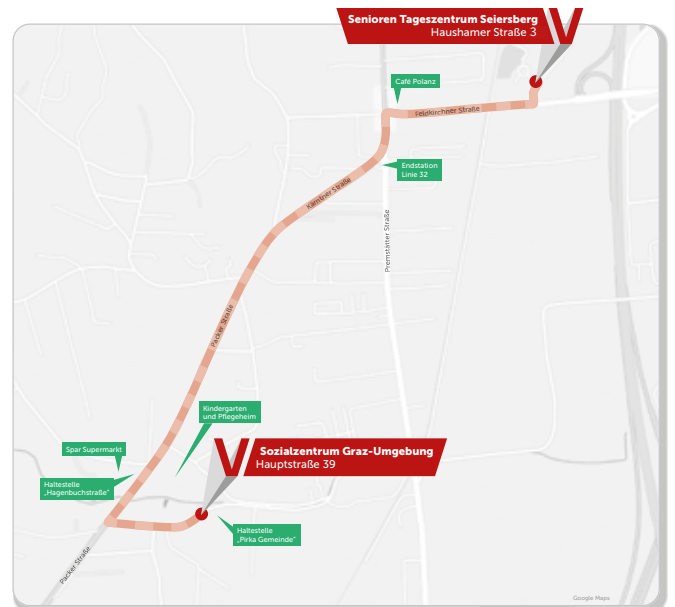 Senioren Tageszentrum Seiersberg
Haushamer Straße 3
Café Polanz
Feldkirchner Straße
Endstation
Linie 32
Kärntner Straße
Premstätter Straße
Packer Straße
Kindergarten
und Pflegeheim
Spar Supermarkt
Sozialzentrum Graz-Umgebung
Hauptstraße 39
Haltestelle
„Hagenbuchstraße“
Haltestelle
„Pirka Gemeinde“
Packer Straße
Google Maps